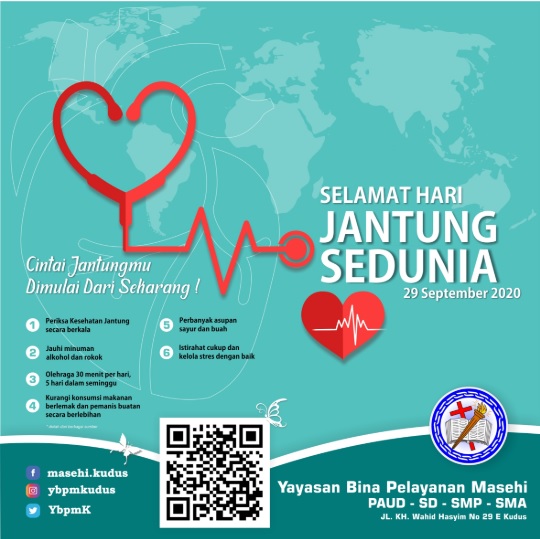 SELAMAT HARI
JANTUNG
SEDUNIA
29 September 2020
Cintai Jantungmu
Dimulai Dari Sekarang !
1 Periksa Kesehatan Jantung
secara berkala
2 Jauhi minuman
alkohol dan rokok
3 Olahraga 30 menit per hari,
5 hari dalam seminggu
4 Kurangi konsumsi makanan
berlemak dan pemanis buatan
secara berlebihan
5 Perbanyak asupan
sayur dan buah
6 Istirahat cukup dan
kelola stres dengan baik
masehi.kudus
ybpmkudus
YbpmK
Yayasan Bina Pelayanan Masehi
PAUD - SD - SMP - SMA
JL. KH. Wahid Hasyim No 29 E Kudus